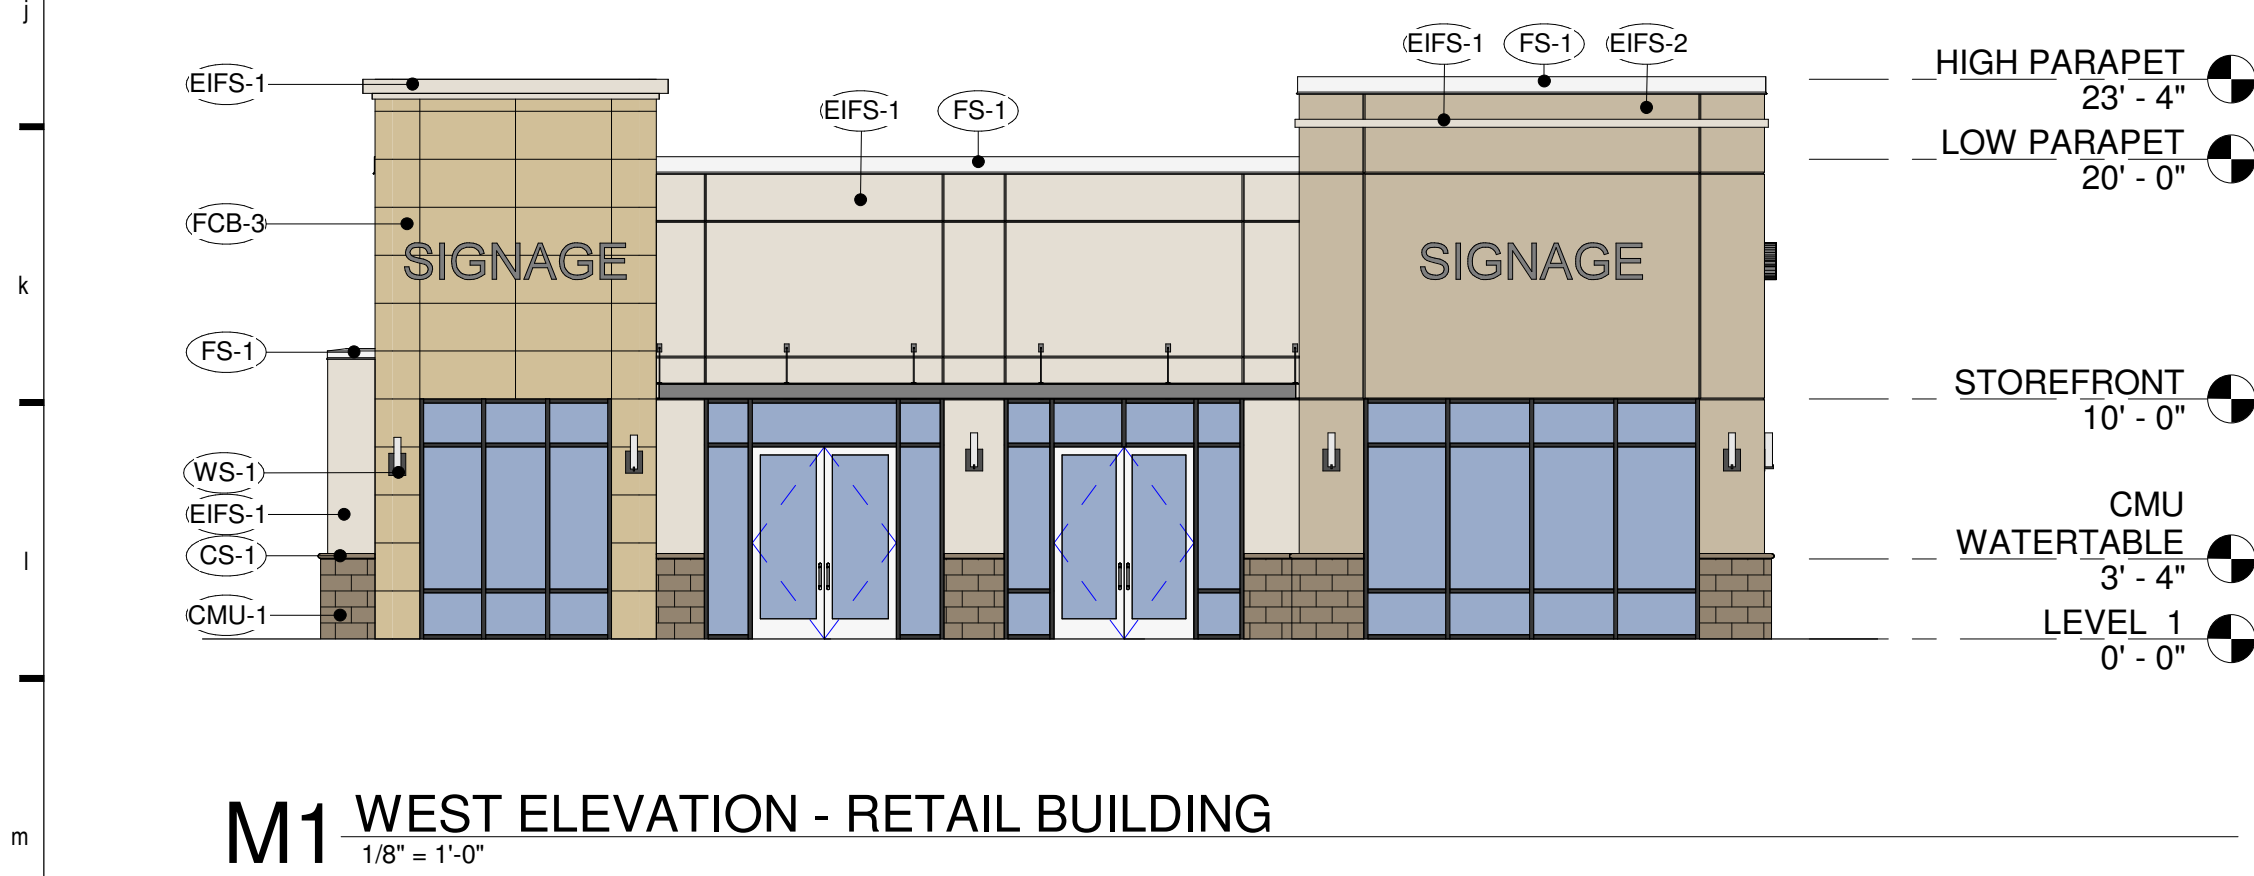 j
EIFS-1 FS-1 EIFS-2
HIGH PARAPET
23' - 4"
EIFS-1
EIFS-1 FS-1
LOW PARAPET
20' - 0"
FCB-3
SIGNAGE SIGNAGE
k
FS-1
STOREFRONT
10' - 0"
WS-1
EIFS-1
CMU
WATERTABLE
3' - 4"
CS-1
l
CMU-1
LEVEL 1
0' - 0"
M1 WEST ELEVATION - RETAIL BUILDING
1/8" = 1'-0"
m